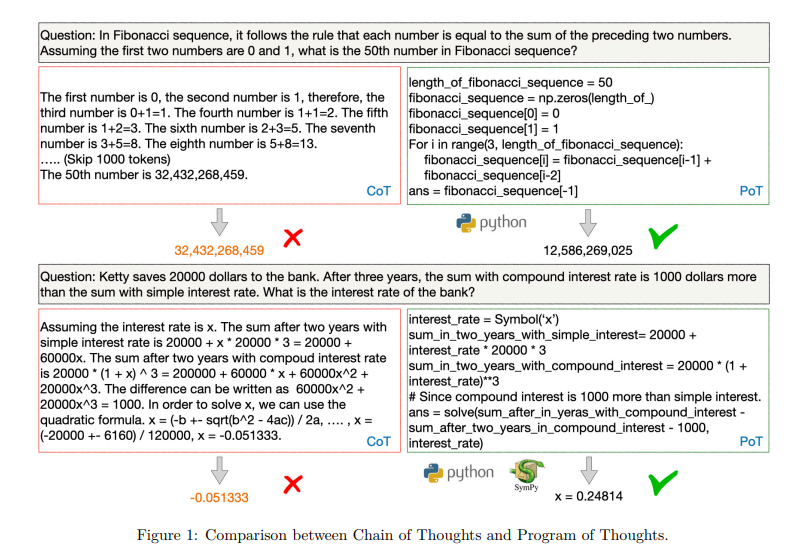 Question: In Fibonacci sequence, it follows the rule that each number is equal to the sum of the preceding two numbers.
Assuming the first two numbers are 0 and 1, what is the 50th number in Fibonacci sequence?
The first number is 0, the second number is 1, therefore, the
third number is 0+1=1. The fourth number is 1+1=2. The fifth
number is 1+2=3. The sixth number is 2+3=5. The seventh
number is 3+5=8. The eighth number is 5+8=13.
..... (Skip 1000 tokens)
The 50th number is 32,432,268,459.
CoT
length_of_fibonacci_sequence = 50
fibonacci_sequence = np.zeros(length_of_)
fibonacci_sequence[0] = 0
fibonacci_sequence[1] = 1
For i in range(3, length_of_fibonacci_sequence):
fibonacci_sequence[i] = fibonacci_sequence[i-1] +
fibonacci_sequence[i-2]
ans = fibonacci_sequence[-1]
PoT
python
32,432,268,459
12,586,269,025
Question: Ketty saves 20000 dollars to the bank. After three years, the sum with compound interest rate is 1000 dollars more
than the sum with simple interest rate. What is the interest rate of the bank?
Assuming the interest rate is x. The sum after two years with
simple interest rate is 20000 + x * 20000 * 3 = 20000 +
60000x. The sum after two years with compoud interest rate
is 20000 * (1 + x) ^ 3 = 200000 + 60000 * x + 60000x^2 +
20000x^3. The difference can be written as 60000x^2 +
20000x^3 = 1000. In order to solve x, we can use the
quadratic formula. x = (-b +- sqrt(b^2 - 4ac)) / 2a, .... , x =
(-20000 +- 6160) / 120000, x = -0.051333.
CoT
interest_rate = Symbol('x')
sum_in_two_years_with_simple_interest= 20000 +
interest_rate * 20000 * 3
sum_in_two_years_with_compound_interest = 20000 * (1 +
interest_rate)**3
# Since compound interest is 1000 more than simple interest.
ans = solve(sum_after_in_yeras_with_compound_interest -
sum_after_two_years_in_compound_interest - 1000,
interest_rate)
PoT
python
SymPy
-0.051333
x = 0.24814
Figure 1: Comparison between Chain of Thoughts and Program of Thoughts.